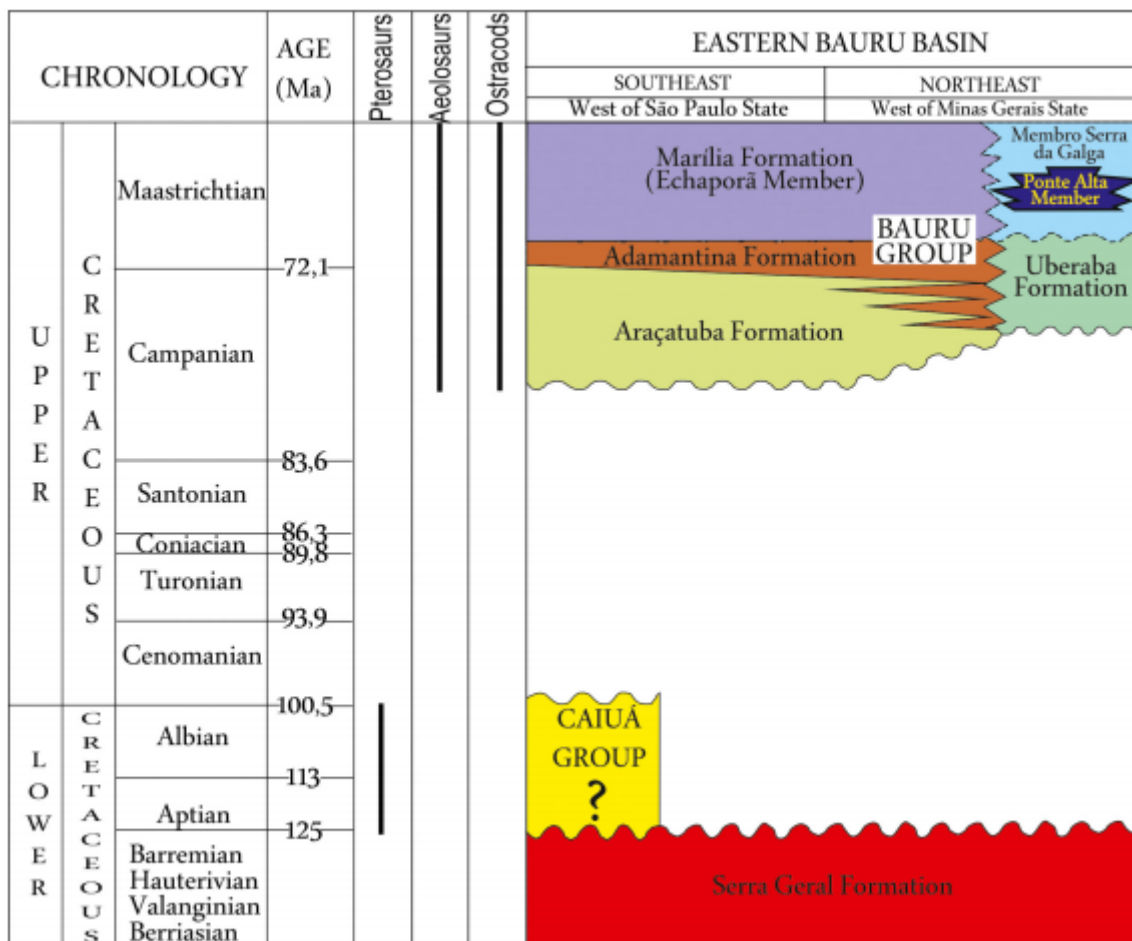 CHRONOLOGY
AGE
(Ma)
Pterosaurs
Aeolosaurs
Ostracods
EASTERN BAURU BASIN
SOUTHEAST
NORTHEAST
West of São Paulo State
West of Minas Gerais State
UPPER
CRETACEOUS
Maastrichtian
72,1
Campanian
83,6
Santonian
86,3
Coniacian
89,8
Turonian
93,9
Cenomanian
100,5
LOWER
CRETACEOUS
Albian
113
Aptian
125
Barremian
Hauterivian
Valanginian
Berriasian
Marília Formation
(Echaporã Member)
Membro Serra
da Galga
Ponte Alta
Member
BAURU
GROUP
Adamantina Formation
Uberaba
Formation
Araçatuba Formation
CAIUÁ
GROUP
?
Serra Geral Formation